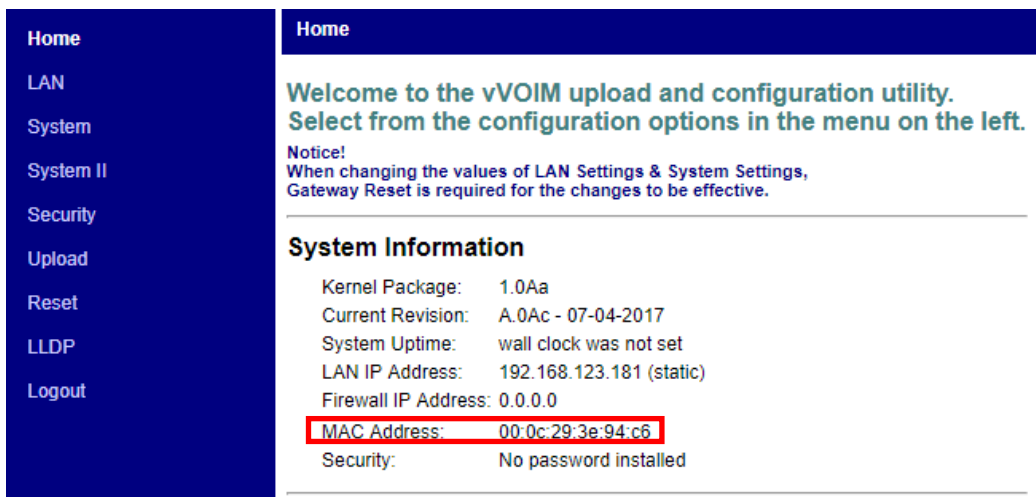 Home
LAN
System
System II
Security
Upload
Reset
LLDP
Logout
Home
Welcome to the vVOIM upload and configuration utility.
Select from the configuration options in the menu on the left.
Notice!
When changing the values of LAN Settings & System Settings,
Gateway Reset is required for the changes to be effective.
System Information
Kernel Package: 1.0Aa
Current Revision: A.0Ac - 07-04-2017
System Uptime: wall clock was not set
LAN IP Address: 192.168.123.181 (static)
Firewall IP Address: 0.0.0.0
MAC Address: 00:0c:29:3e:94:c6
Security: No password installed